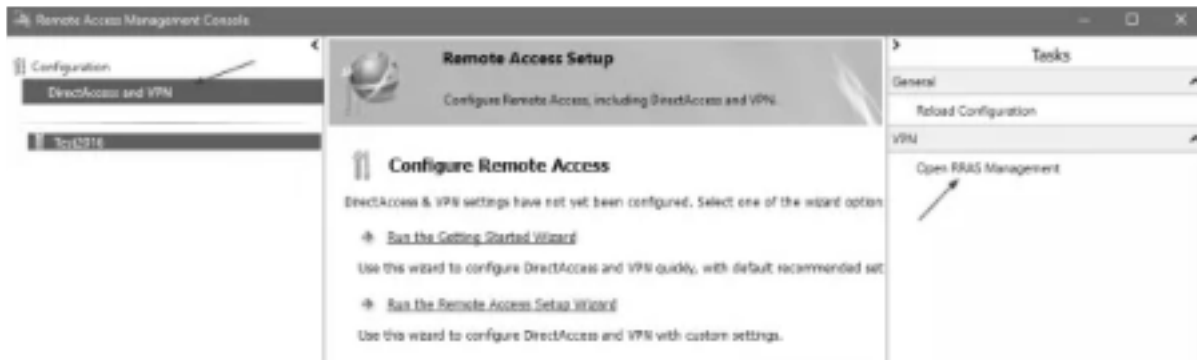 Remote Access Management Console
Configuration
DirectAccess and VPN
Test2016
Remote Access Setup
Configure Remote Access, including DirectAccess and VPN.
Configure Remote Access
DirectAccess & VPN settings have not yet been configured. Select one of the wizard option
Run the Getting Started Wizard
Use this wizard to configure DirectAccess and VPN quickly, with default recommended set
Run the Remote Access Setup Wizard
Use this wizard to configure DirectAccess and VPN with custom settings.
Tasks
General
Reload Configuration
VPN
Open RRAS Management